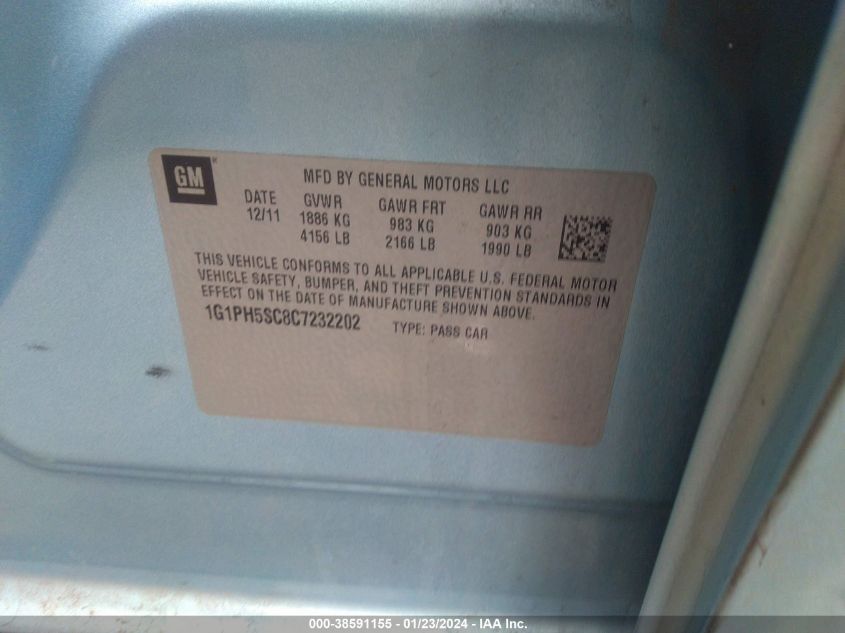 GM
MFD BY GENERAL MOTORS LLC
DATE GVWR GAWR FRT GAWR RR
12/11 1886 KG 983 KG 903 KG
4156 LB 2166 LB 1990 LB
THIS VEHICLE CONFORMS TO ALL APPLICABLE U.S. FEDERAL MOTOR
VEHICLE SAFETY, BUMPER, AND THEFT PREVENTION STANDARDS IN
EFFECT ON THE DATE OF MANUFACTURE SHOWN ABOVE.
1G1PH5SC8C7232202 TYPE: PASS CAR
000-38591155 - 01/23/2024 - IAA Inc.